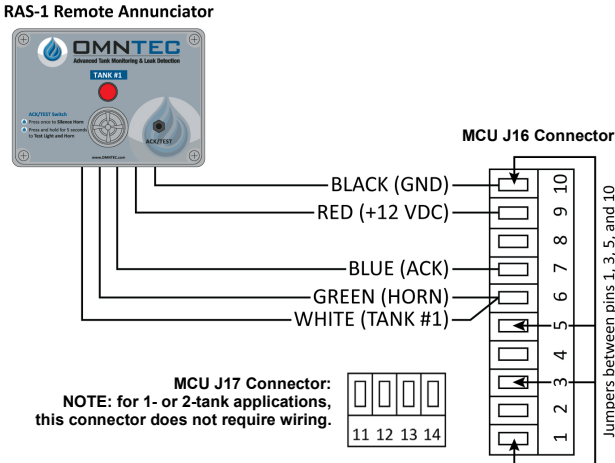 RAS-1 Remote Annunciator
OMNTEC
Advanced Tank Monitoring & Leak Detection
TANK #1
ACK/TEST Switch
Press once to Silence Horn
Press and hold for 5 seconds
to Test Light and Horn
ACK/TEST
www.OMNTEC.com
MCU J16 Connector
BLACK (GND)
RED (+12 VDC)
BLUE (ACK)
GREEN (HORN)
WHITE (TANK #1)
10
9
8
7
6
5
4
3
2
1
Jumpers between pins 1, 3, 5, and 10
MCU J17 Connector:
NOTE: for 1- or 2-tank applications,
this connector does not require wiring.
11 12 13 14